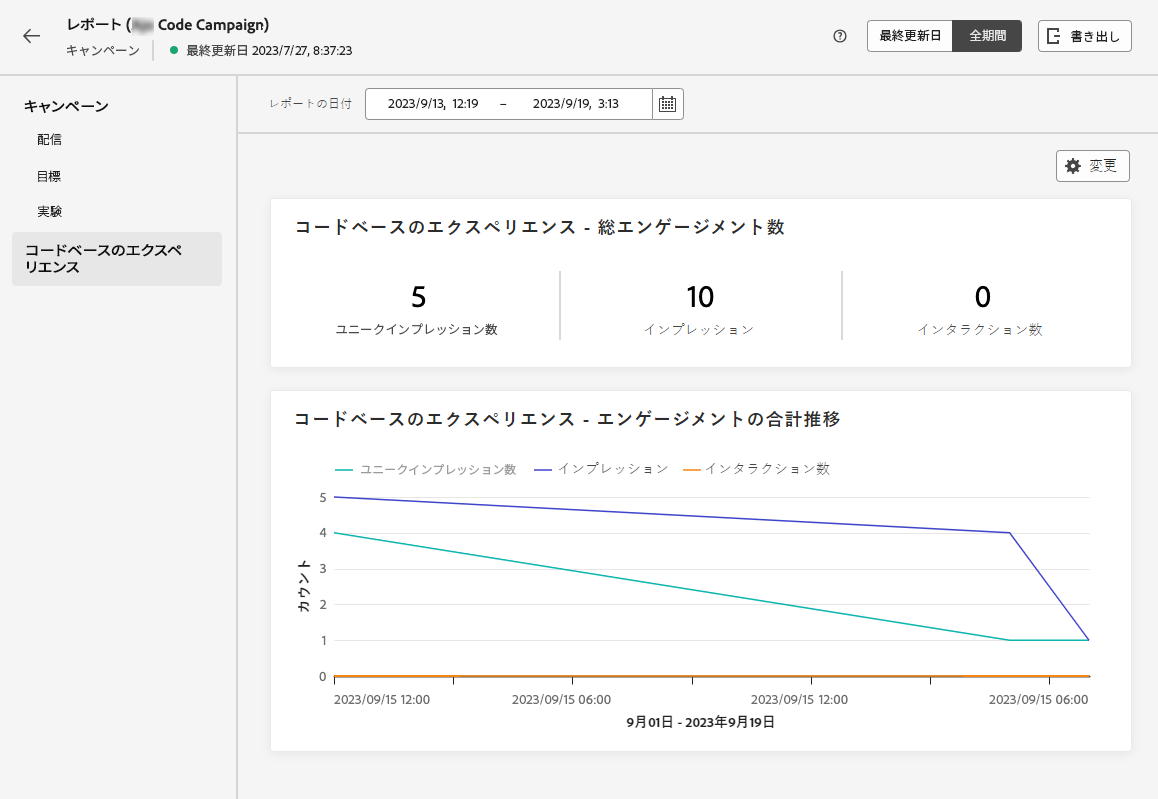 レポート ( Code Campaign)
キャンペーン
最終更新日 2023/7/27, 8:37:23
最終更新日
全期間
書き出し
キャンペーン
配信
目標
実験
コードベースのエクスペ
リエンス
レポートの日付
2023/9/13, 12:19 – 2023/9/19, 3:13
変更
コードベースのエクスペリエンス - 総エンゲージメント数
5
10
0
ユニークインプレッション数
インプレッション
インタラクション数
コードベースのエクスペリエンス - エンゲージメントの合計推移
ユニークインプレッション数
インプレッション
インタラクション数
カウント
5
4
3
2
1
0
2023/09/15 12:00
2023/09/15 06:00
2023/09/15 12:00
2023/09/15 06:00
9月01日 - 2023年9月19日